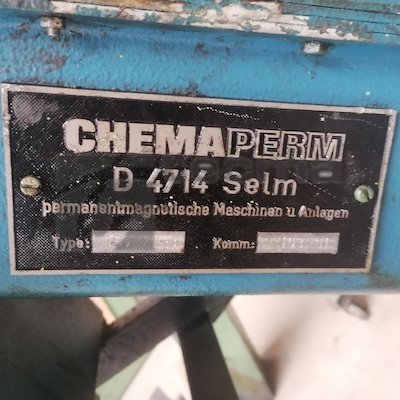 CHEMAPERM
D 4714 Selm
permanentmagnetische Maschinen u. Anlagen
Type: Komm: